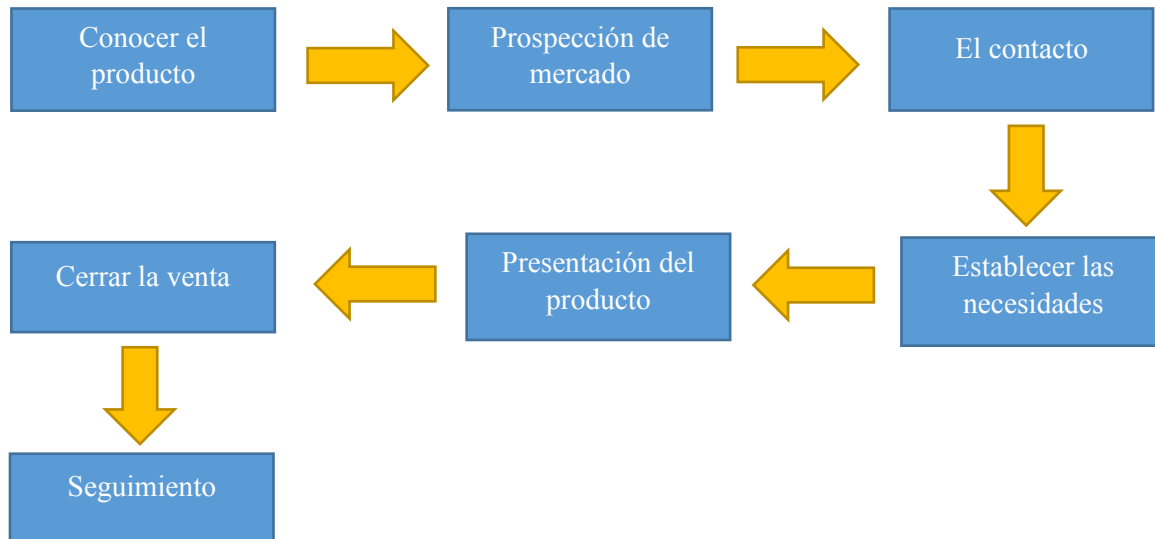 Conocer el
producto
Prospección de
mercado
El contacto
Establecer las
necesidades
Presentación del
producto
Cerrar la venta
Seguimiento